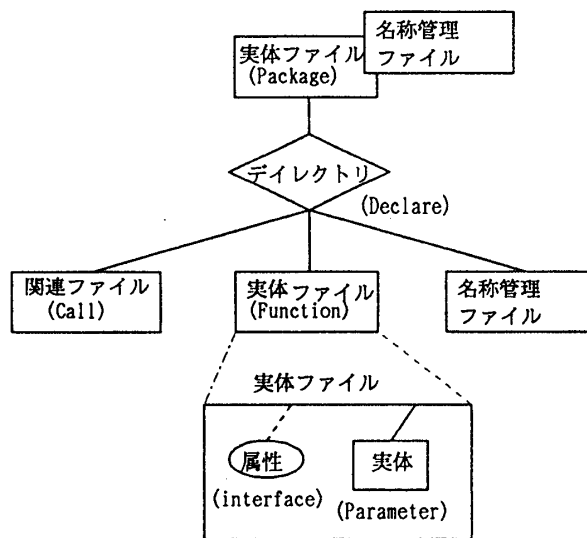 名称管理
ファイル
実体ファイル
(Package)
デイレクトリ
(Declare)
関連ファイル
(Call)
実体ファイル
(Function)
名称管理
ファイル
実体ファイル
属性
実体
(interface)
(Parameter)